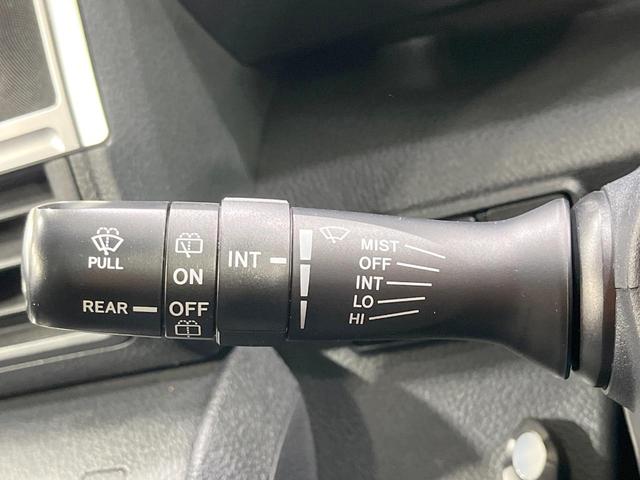 PULL
REAR
ON
OFF
INT
MIST
OFF
INT
LO
HI